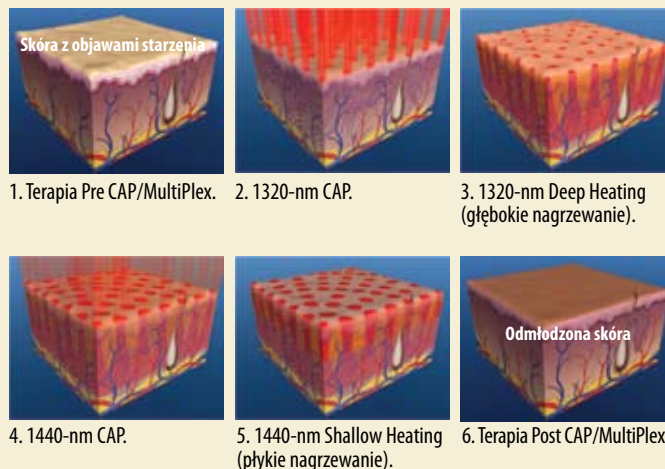 Skóra z objawami starzenia
1. Terapia Pre CAP/MultiPlex.
2. 1320-nm CAP.
3. 1320-nm Deep Heating
(głębokie nagrzewanie).
4. 1440-nm CAP.
5. 1440-nm Shallow Heating
(płykie nagrzewanie).
Odmłodzona skóra
6. Terapia Post CAP/MultiPlex